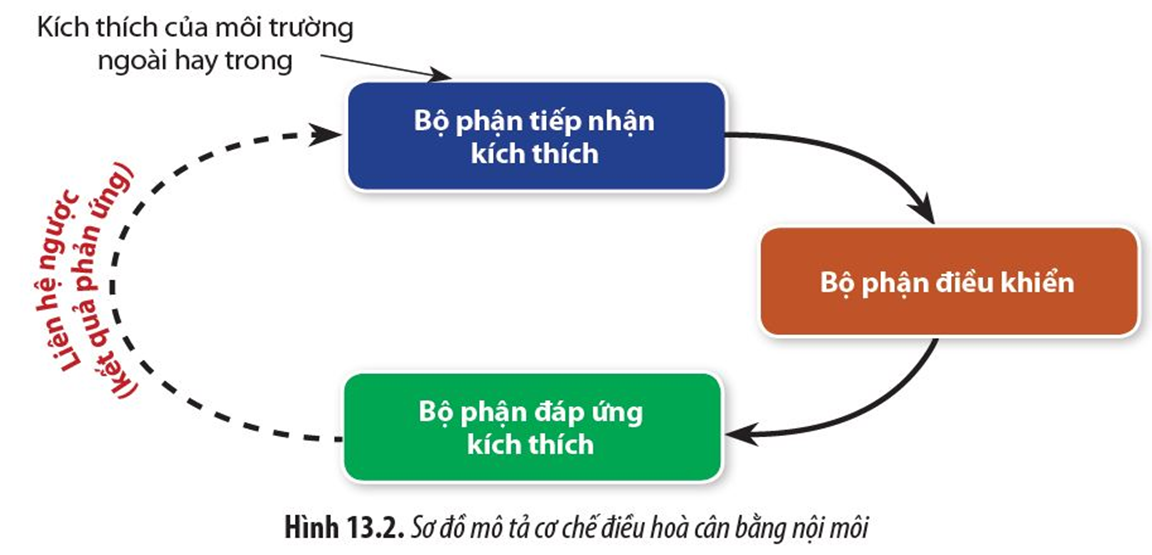 Kích thích của môi trường
ngoài hay trong
Bộ phận tiếp nhận
kích thích
Bộ phận điều khiển
Bộ phận đáp ứng
kích thích
Liên hệ ngược
(kết quả phản ứng)
Hình 13.2. Sơ đồ mô tả cơ chế điều hoà cân bằng nội môi